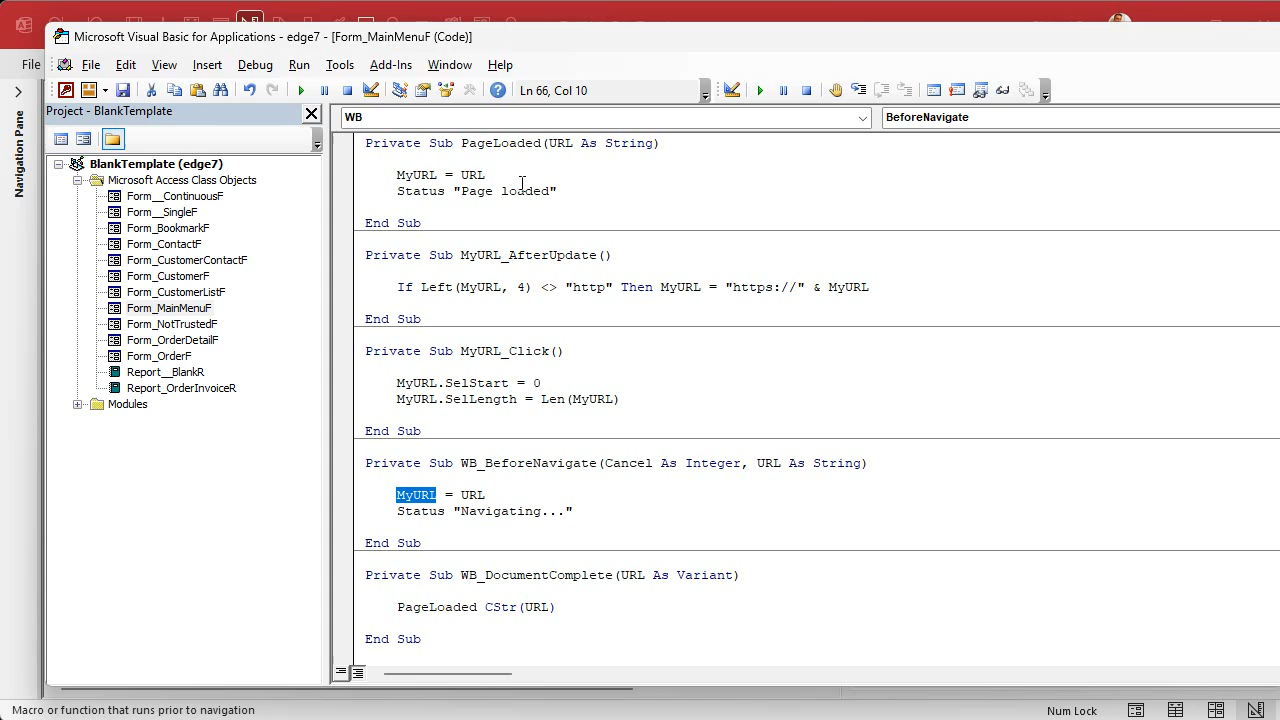 Microsoft Visual Basic for Applications - edge7 - [Form_MainMenuF (Code)]
File
File Edit View Insert Debug Run Tools Add-Ins Window Help
Ln 66, Col 10
Project - BlankTemplate
WB
BeforeNavigate
Navigation Pane
BlankTemplate (edge7)
Microsoft Access Class Objects
Form__ContinuousF
Form__SingleF
Form_BookmarkF
Form_ContactF
Form_CustomerContactF
Form_CustomerF
Form_CustomerListF
Form_MainMenuF
Form_NotTrustedF
Form_OrderDetailF
Form_OrderF
Report__BlankR
Report_OrderInvoiceR
Modules
Private Sub PageLoaded(URL As String)
MyURL = URL
Status "Page loaded"
End Sub
Private Sub MyURL_AfterUpdate()
If Left(MyURL, 4) <> "http" Then MyURL = "https://" & MyURL
End Sub
Private Sub MyURL_Click()
MyURL.SelStart = 0
MyURL.SelLength = Len(MyURL)
End Sub
Private Sub WB_BeforeNavigate(Cancel As Integer, URL As String)
MyURL = URL
Status "Navigating..."
End Sub
Private Sub WB_DocumentComplete(URL As Variant)
PageLoaded CStr(URL)
End Sub
Macro or function that runs prior to navigation
Num Lock